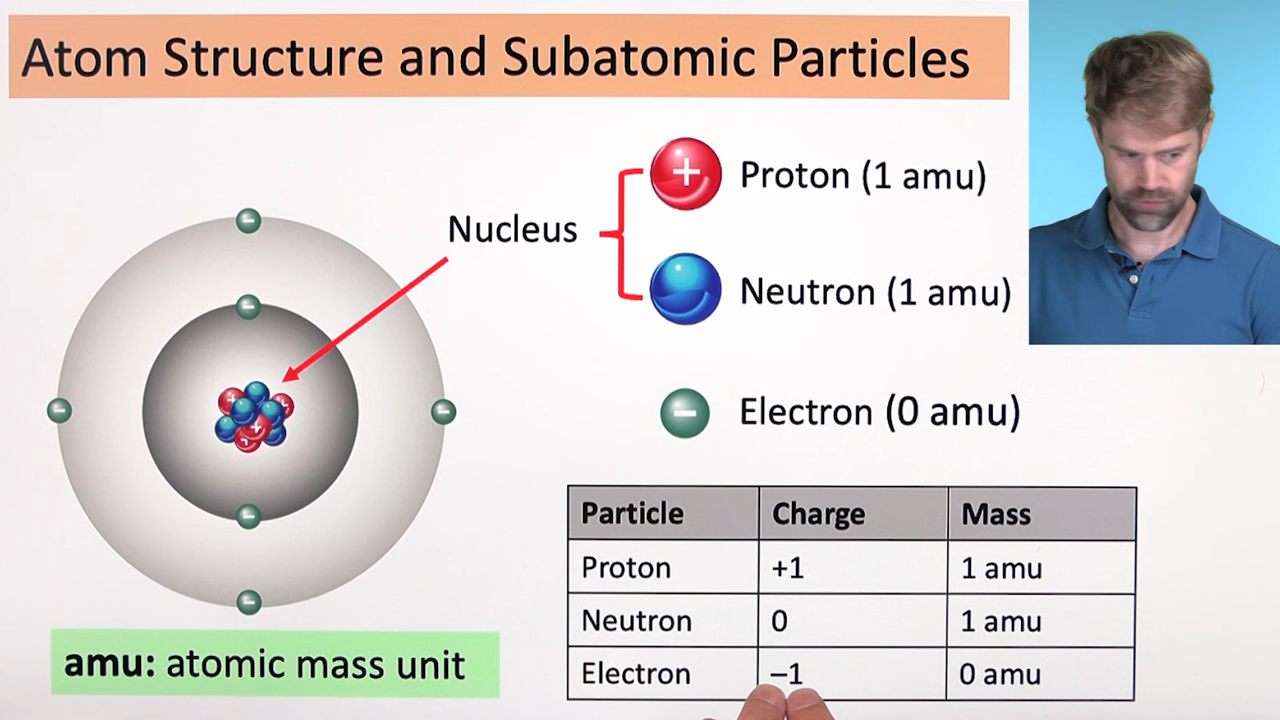 Atom Structure and Subatomic Particles
Nucleus
+ Proton (1 amu)
Neutron (1 amu)
– Electron (0 amu)
Particle Charge Mass
Proton +1 1 amu
Neutron 0 1 amu
Electron –1 0 amu
amu: atomic mass unit